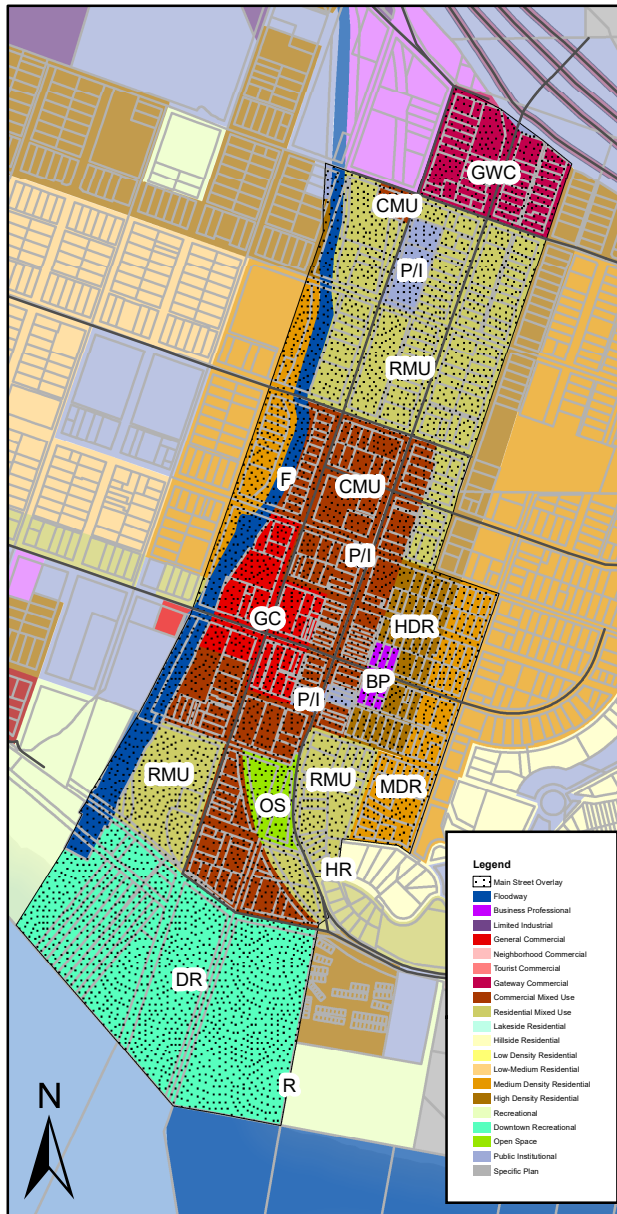 GWC
CMU
P/I
RMU
F
CMU
P/I
GC
HDR
BP
P/I
RMU
RMU
OS
MDR
HR
DR
R
N
Legend
Main Street Overlay
Floodway
Business Professional
Limited Industrial
General Commercial
Neighborhood Commercial
Tourist Commercial
Gateway Commercial
Commercial Mixed Use
Residential Mixed Use
Lakeside Residential
Hillside Residential
Low Density Residential
Low-Medium Residential
Medium Density Residential
High Density Residential
Recreational
Downtown Recreational
Open Space
Public Institutional
Specific Plan